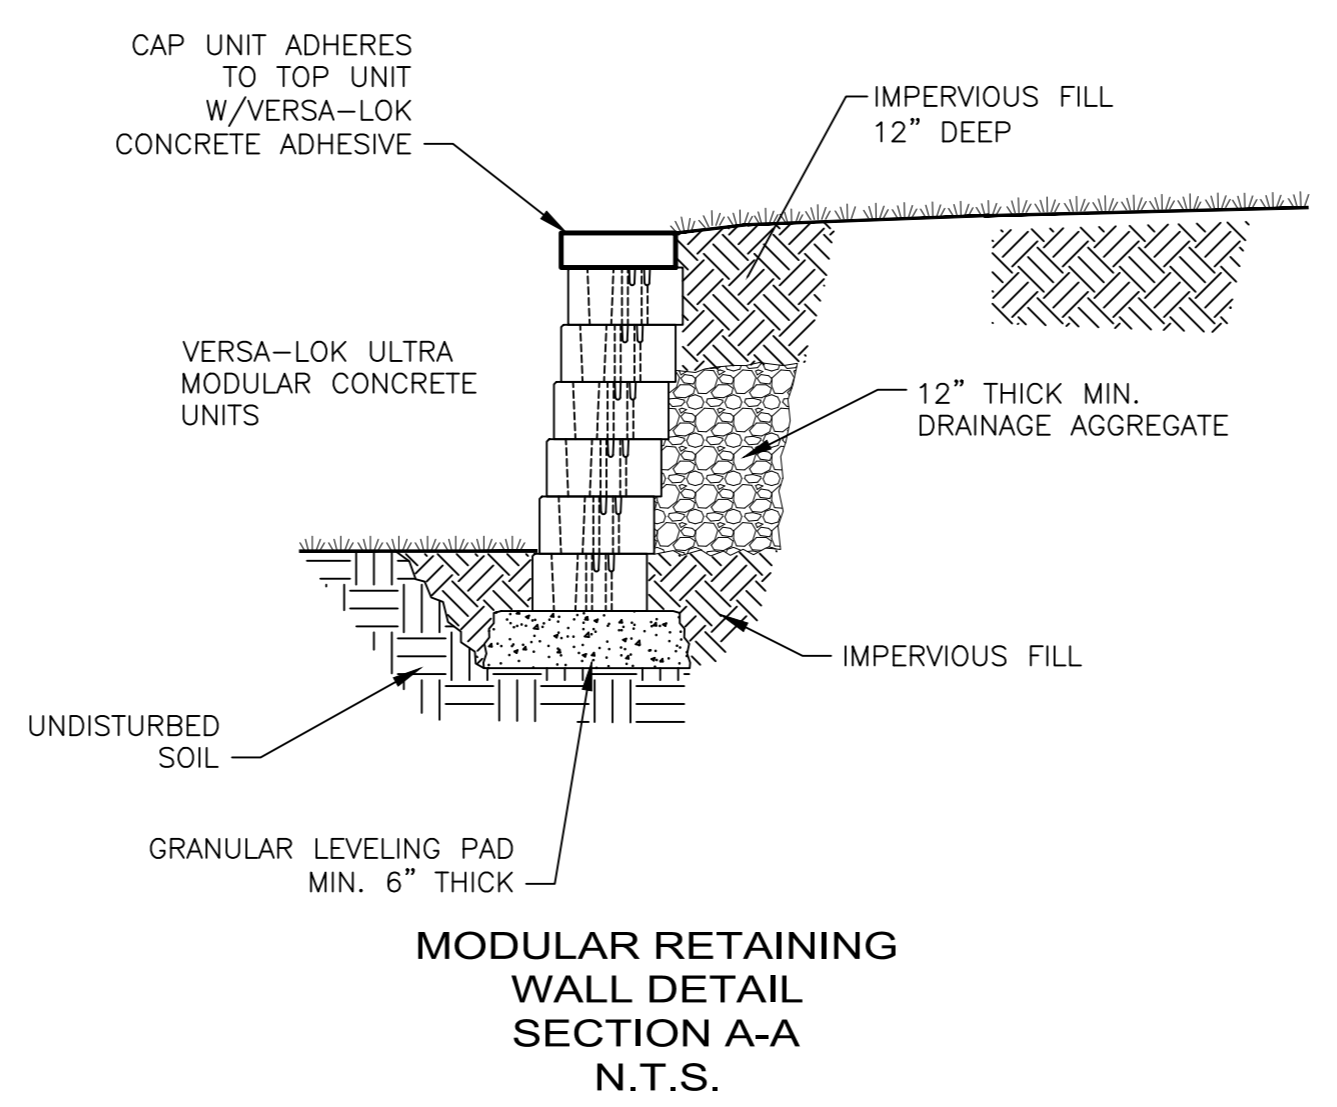 CAP UNIT ADHERES
TO TOP UNIT
W/VERSA–LOK
CONCRETE ADHESIVE
IMPERVIOUS FILL
12” DEEP
VERSA–LOK ULTRA
MODULAR CONCRETE
UNITS
12” THICK MIN.
DRAINAGE AGGREGATE
IMPERVIOUS FILL
UNDISTURBED
SOIL
GRANULAR LEVELING PAD
MIN. 6” THICK
MODULAR RETAINING
WALL DETAIL
SECTION A-A
N.T.S.